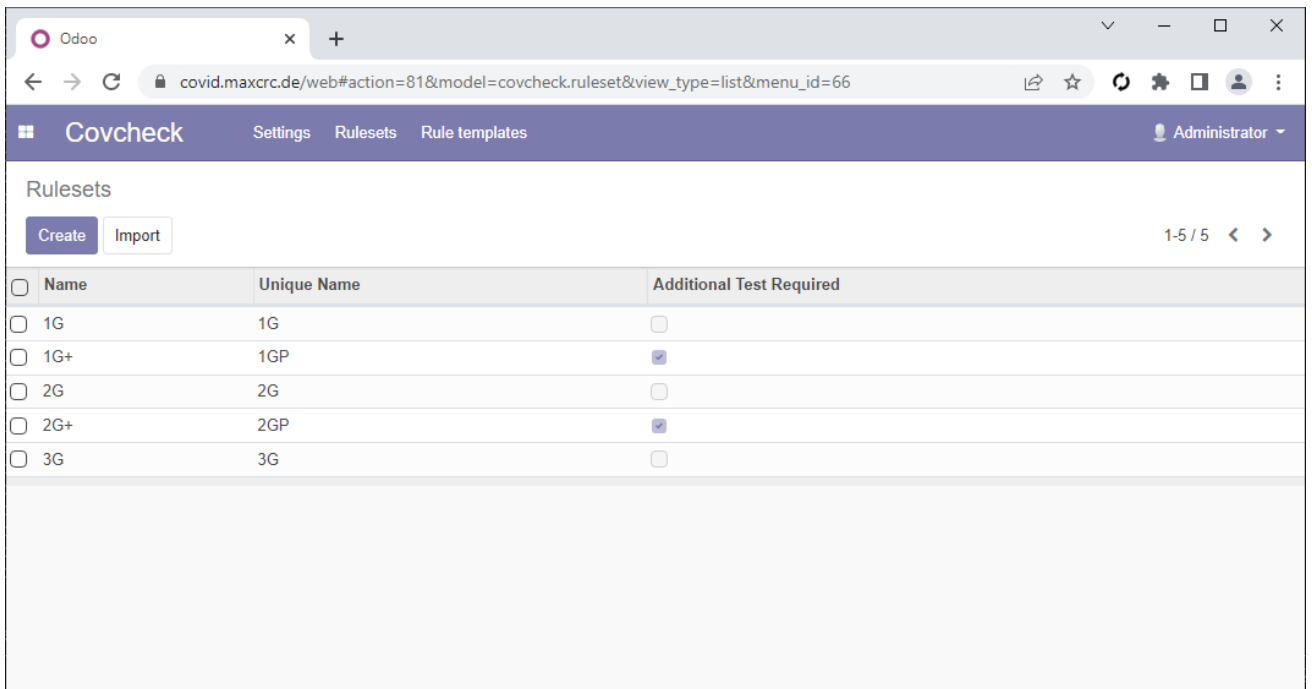 Odoo
covid.maxcrc.de/web#action=81&model=covcheck.ruleset&view_type=list&menu_id=66
Covcheck Settings Rulesets Rule templates Administrator
Rulesets
Create Import 1-5 / 5
Name Unique Name Additional Test Required
1G 1G
1G+ 1GP
2G 2G
2G+ 2GP
3G 3G